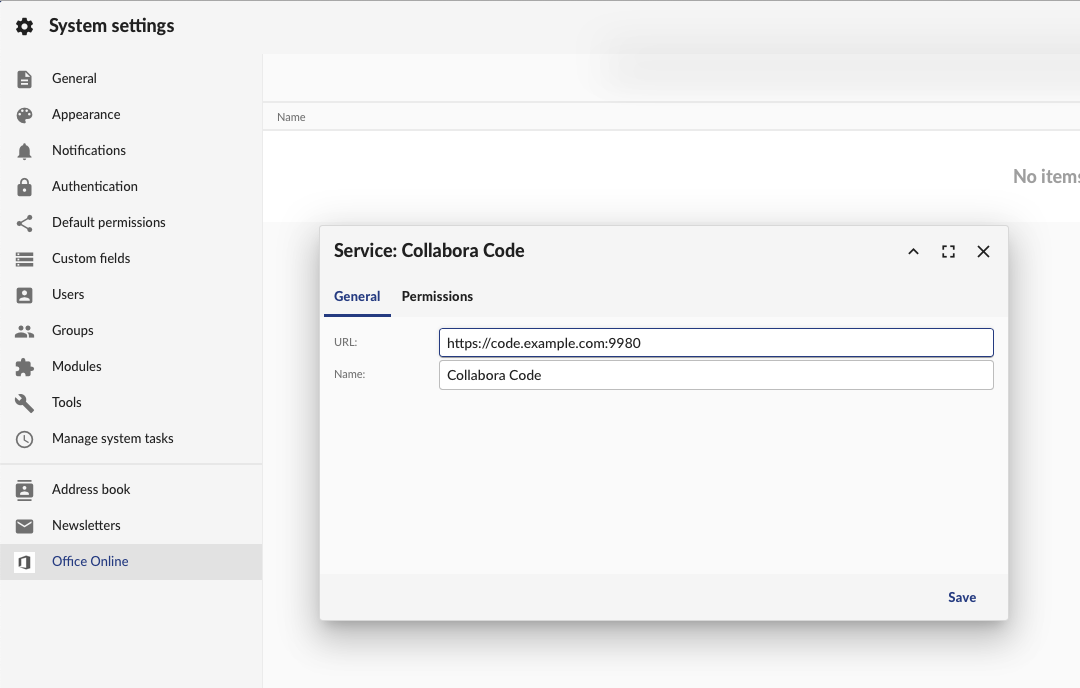 System settings
General
Appearance
Notifications
Authentication
Default permissions
Custom fields
Users
Groups
Modules
Tools
Manage system tasks
Address book
Newsletters
Office Online
Name
No items
Service: Collabora Code
General Permissions
URL: https://code.example.com:9980
Name: Collabora Code
Save